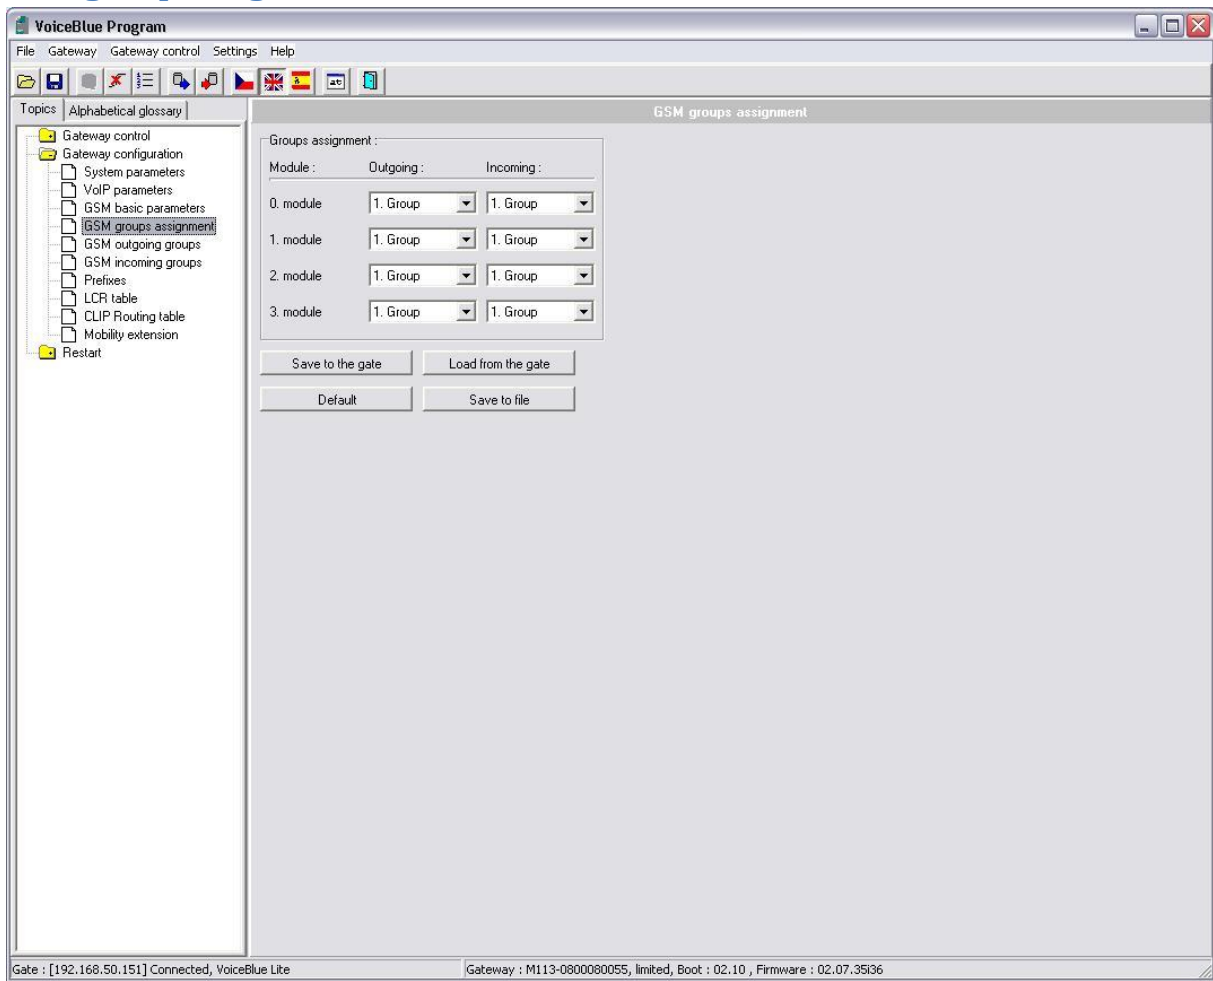 VoiceBlue Program
File Gateway Gateway control Settings Help
Topics Alphabetical glossary
GSM groups assignment
Gateway control
Gateway configuration
System parameters
VoIP parameters
GSM basic parameters
GSM groups assignment
GSM outgoing groups
GSM incoming groups
Prefixes
LCR table
CLIP Routing table
Mobility extension
Restart
Groups assignment :
Module : Outgoing : Incoming :
0. module 1. Group 1. Group
1. module 1. Group 1. Group
2. module 1. Group 1. Group
3. module 1. Group 1. Group
Save to the gate Load from the gate
Default Save to file
Gate : [192.168.50.151] Connected, VoiceBlue Lite Gateway : M113-0800080055, limited, Boot : 02.10 , Firmware : 02.07.35i36